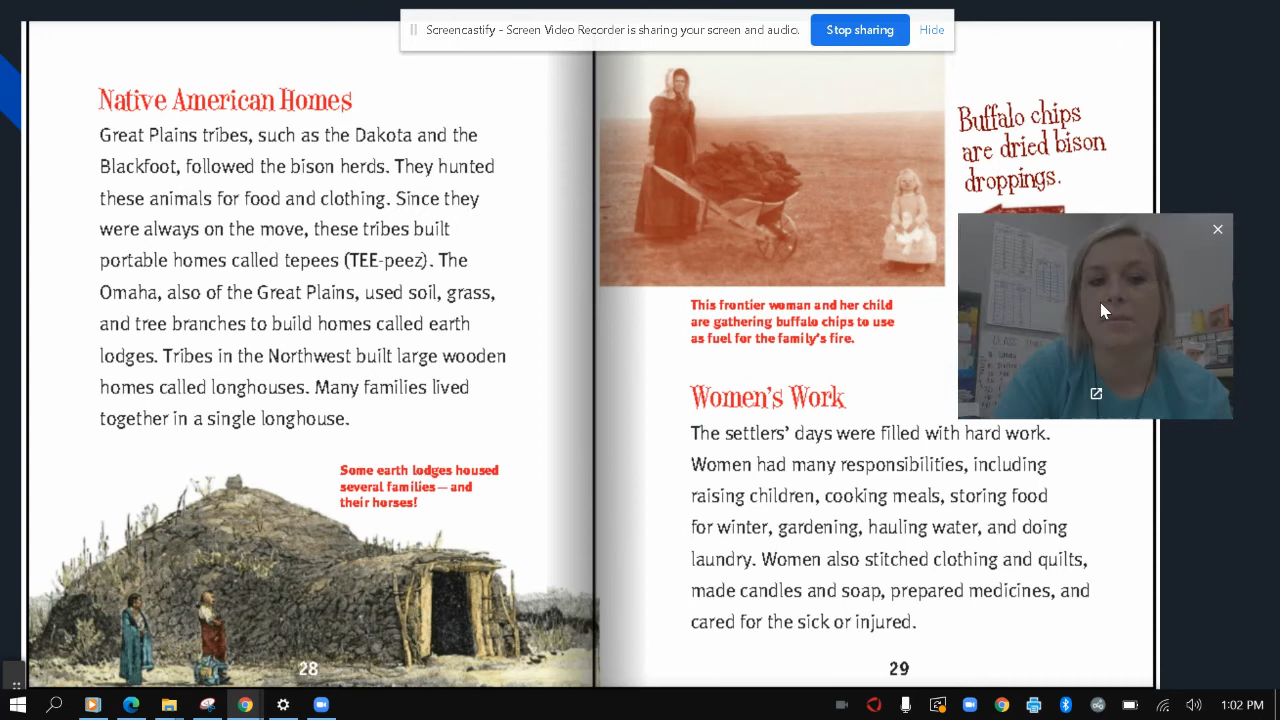 Screencastify - Screen Video Recorder is sharing your screen and audio.
Stop sharing
Hide
Native American Homes
Great Plains tribes, such as the Dakota and the
Blackfoot, followed the bison herds. They hunted
these animals for food and clothing. Since they
were always on the move, these tribes built
portable homes called tepees (TEE-peez). The
Omaha, also of the Great Plains, used soil, grass,
and tree branches to build homes called earth
lodges. Tribes in the Northwest built large wooden
homes called longhouses. Many families lived
together in a single longhouse.
Some earth lodges housed
several families—and
their horses!
28
Buffalo chips
are dried bison
droppings.
This frontier woman and her child
are gathering buffalo chips to use
as fuel for the family's fire.
Women's Work
The settlers' days were filled with hard work.
Women had many responsibilities, including
raising children, cooking meals, storing food
for winter, gardening, hauling water, and doing
laundry. Women also stitched clothing and quilts,
made candles and soap, prepared medicines, and
cared for the sick or injured.
29
1:02 PM